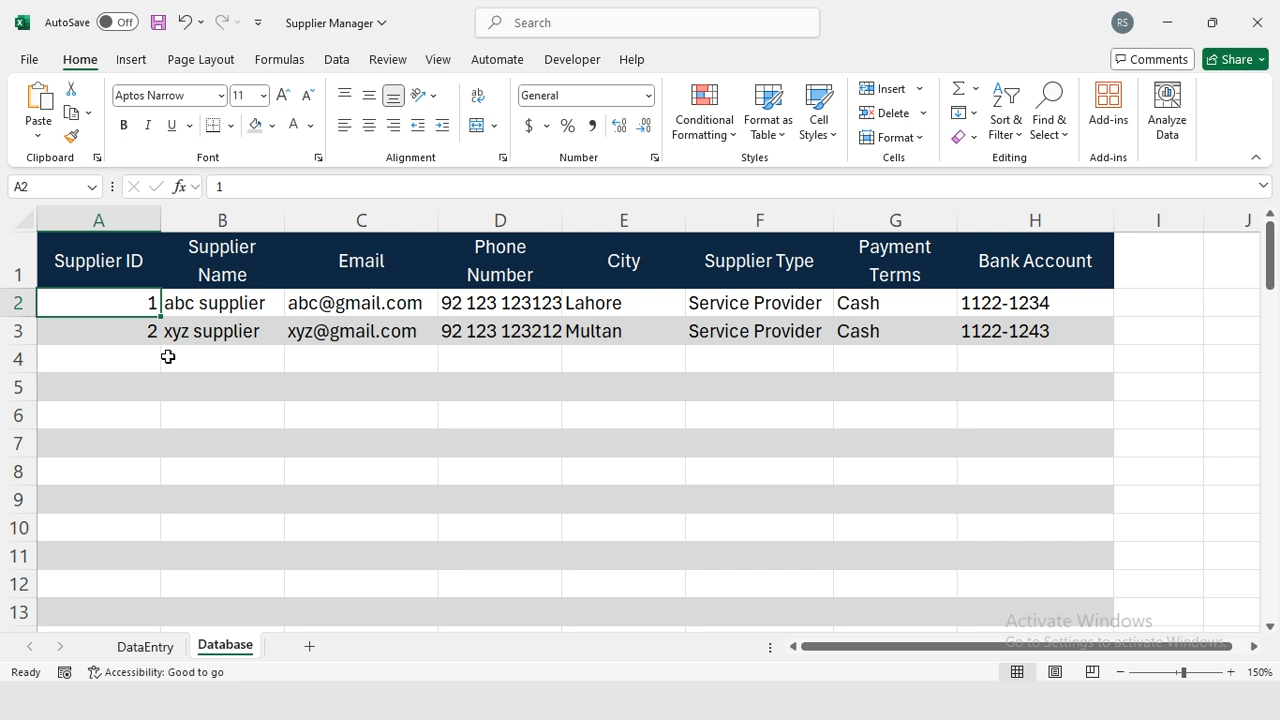 AutoSave Off Supplier Manager Search RS
File Home Insert Page Layout Formulas Data Review View Automate Developer Help Comments Share
Paste Aptos Narrow 11 A^ A˅ General Conditional Formatting Format as Table Cell Styles Insert Delete Format Sort & Filter Find & Select Add-ins Analyze Data
B I U A $ % 9
Clipboard Font Alignment Number Styles Cells Editing Add-ins
A2 fx 1
A B C D E F G H I J
1 Supplier ID Supplier Name Email Phone Number City Supplier Type Payment Terms Bank Account
2 1 abc supplier abc@gmail.com 92 123 123123 Lahore Service Provider Cash 1122-1234
3 2 xyz supplier xyz@gmail.com 92 123 123212 Multan Service Provider Cash 1122-1243
4
5
6
7
8
9
10
11
12
13
Activate Windows
Go to Settings to activate Windows.
DataEntry Database
Ready Accessibility: Good to go 150%